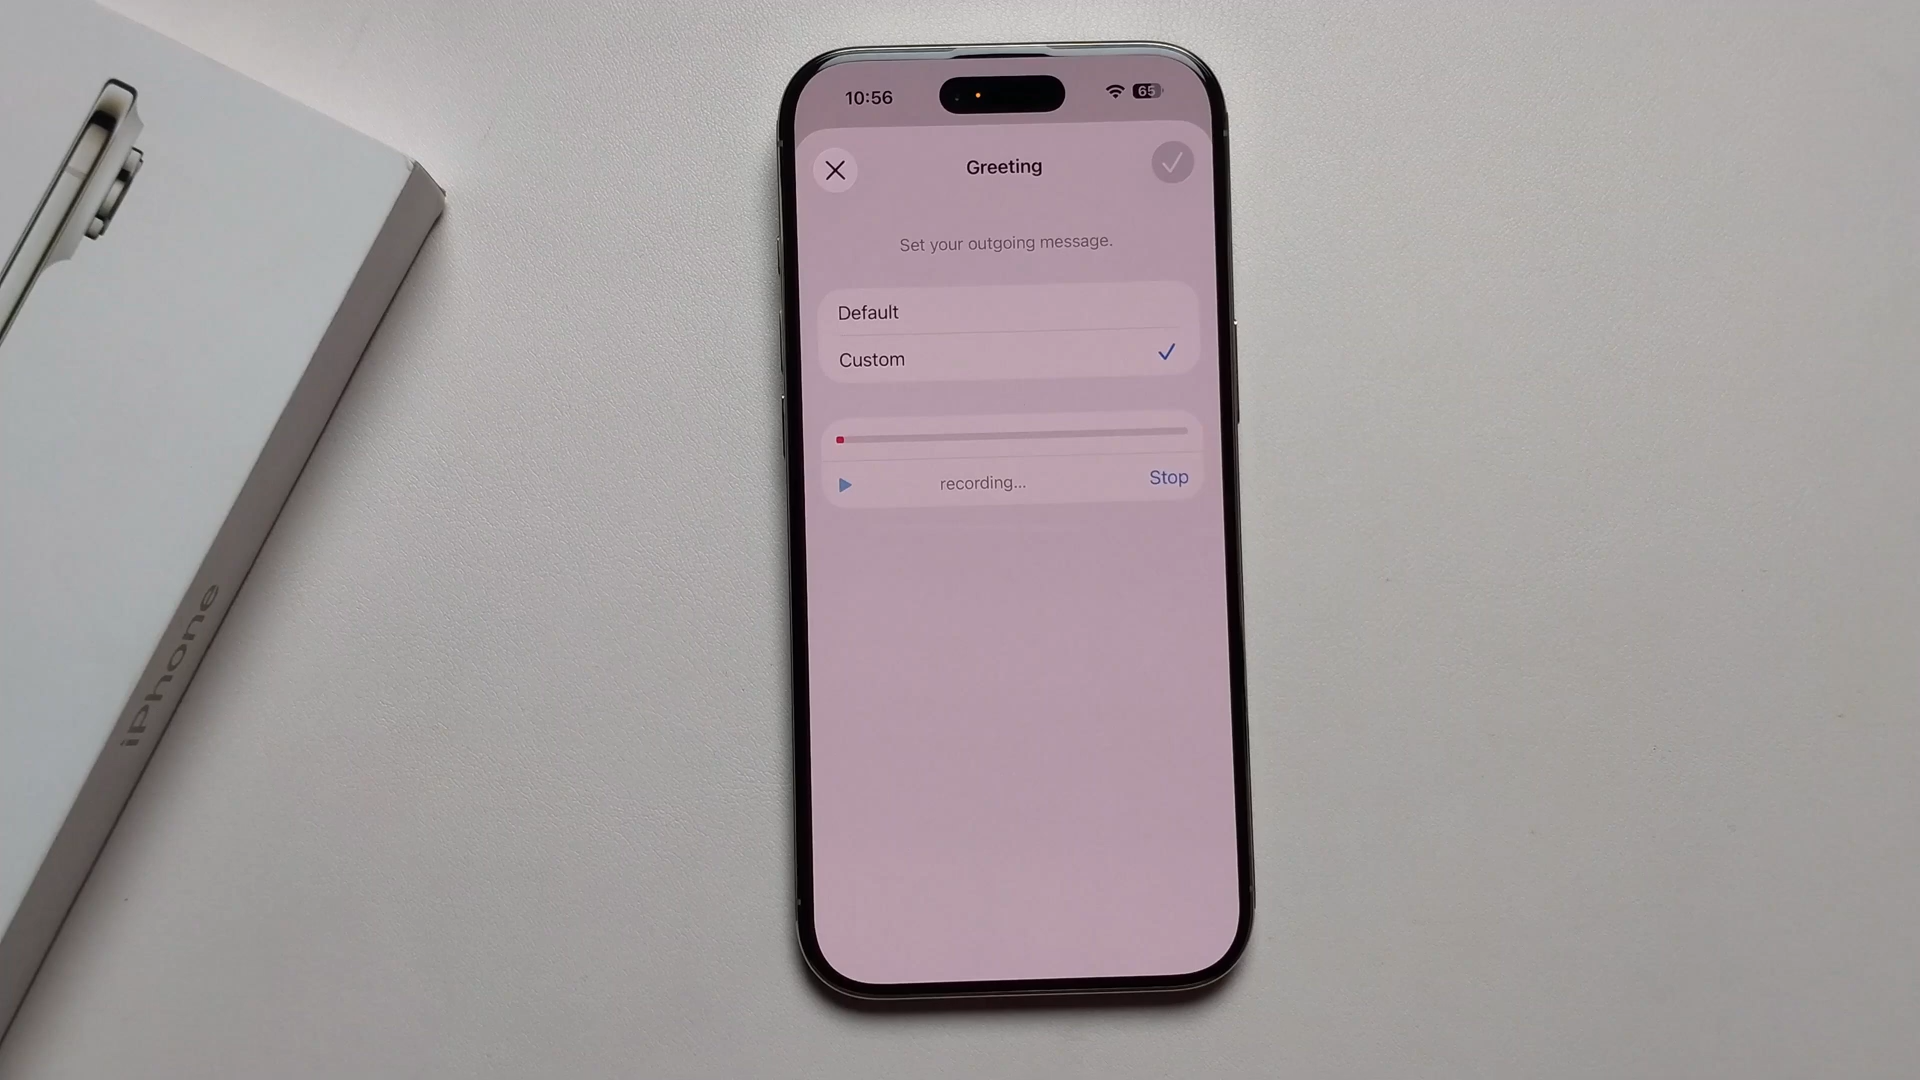 10:56
65
Greeting
Set your outgoing message.
Default
Custom
recording...
Stop
iPhone